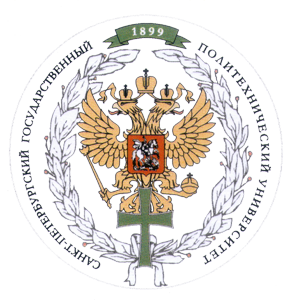 1899
САНКТ-ПЕТЕРБУРГСКИЙ ГОСУДАРСТВЕННЫЙ
ПОЛИТЕХНИЧЕСКИЙ УНИВЕРСИТЕТ